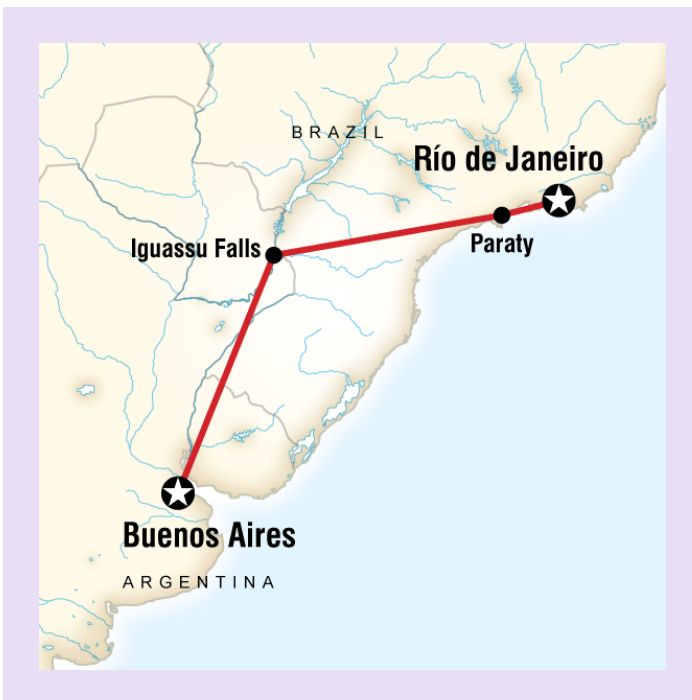 BRAZIL
Río de Janeiro
Iguassu Falls
Paraty
Buenos Aires
ARGENTINA